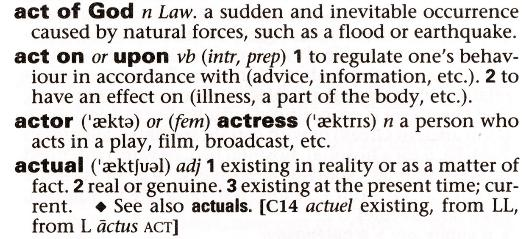 act of God n Law. a sudden and inevitable occurrence
caused by natural forces, such as a flood or earthquake.
act on or upon vb (intr, prep) 1 to regulate one's behav-
iour in accordance with (advice, information, etc.). 2 to
have an effect on (illness, a part of the body, etc.).
actor (ˈæktə) or (fem) actress (ˈæktrɪs) n a person who
acts in a play, film, broadcast, etc.
actual (ˈæktʃʊəl) adj 1 existing in reality or as a matter of
fact. 2 real or genuine. 3 existing at the present time; cur-
rent. ◆ See also actuals. [C14 actuel existing, from LL,
from L āctus ACT]